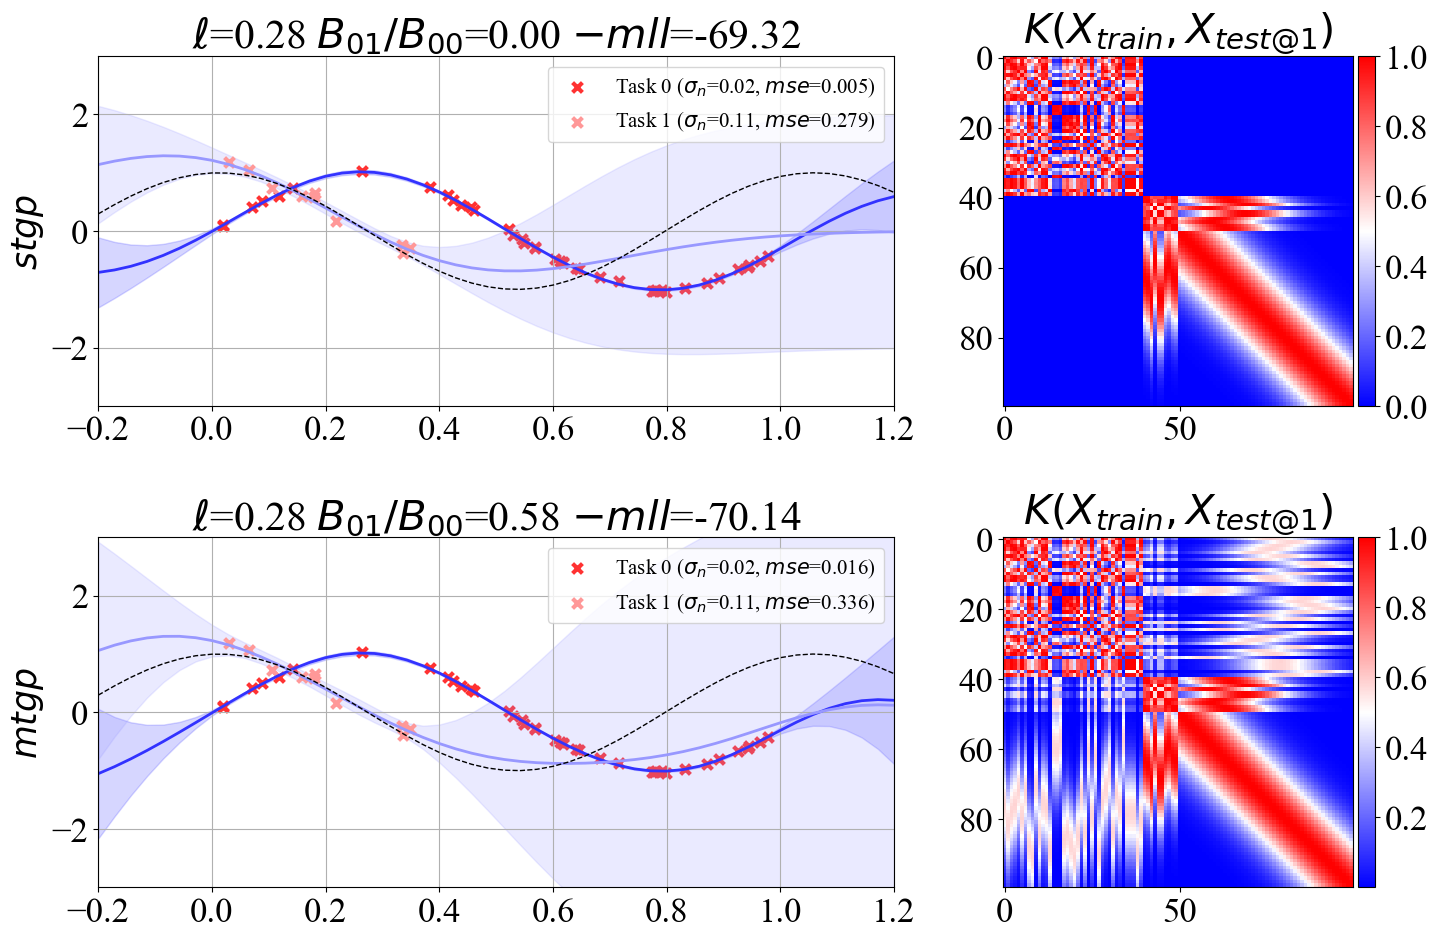 ℓ=0.28 B₀₁/B₀₀=0.00 −mll=-69.32
K(X_train, X_test@1)
stgp
Task 0 (σₙ=0.02, mse=0.005)
Task 1 (σₙ=0.11, mse=0.279)
2
0
−2
−0.2 0.0 0.2 0.4 0.6 0.8 1.0 1.2
0
20
40
60
80
0 50
1.0
0.8
0.6
0.4
0.2
0.0
ℓ=0.28 B₀₁/B₀₀=0.58 −mll=-70.14
K(X_train, X_test@1)
mtgp
Task 0 (σₙ=0.02, mse=0.016)
Task 1 (σₙ=0.11, mse=0.336)
2
0
−2
−0.2 0.0 0.2 0.4 0.6 0.8 1.0 1.2
0
20
40
60
80
0 50
1.0
0.8
0.6
0.4
0.2